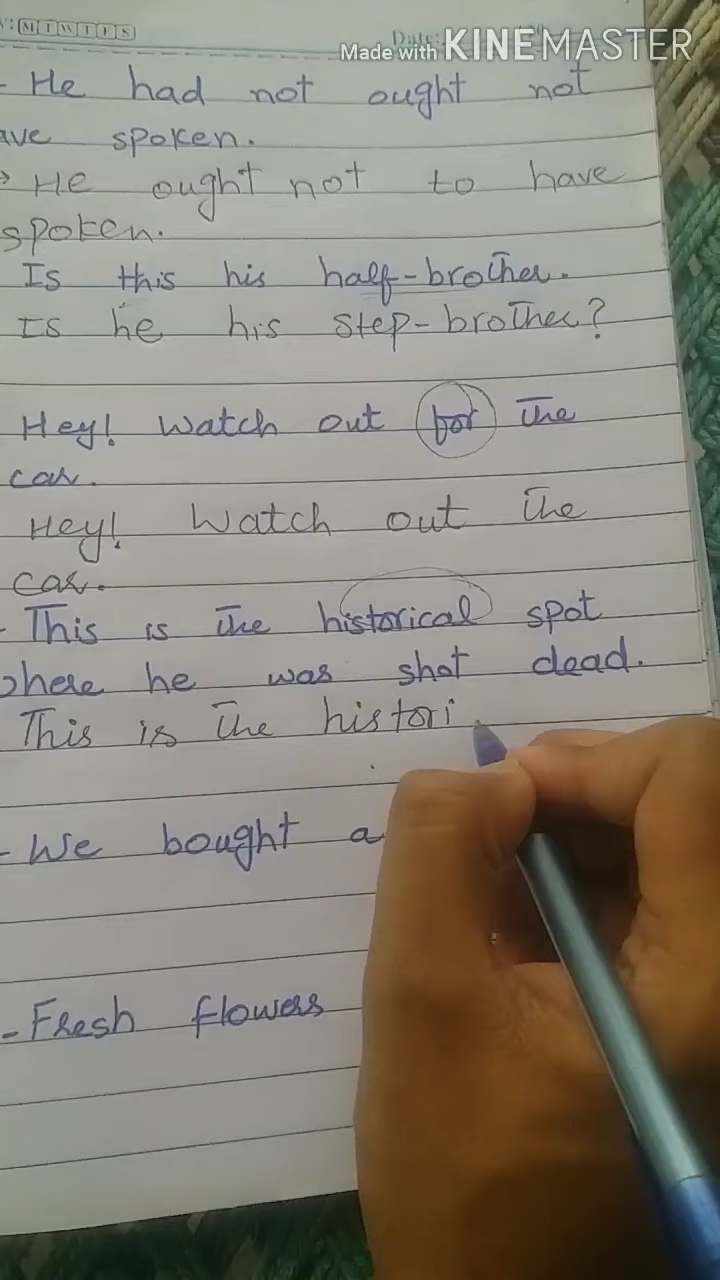 MTWTFS
Date:
Made with KINEMASTER
- He had not ought not
ave spoken.
→ He ought not to have
spoken.
Is this his half-brother.
Is he his step-brother?
Hey! Watch out for the
car.
Hey! Watch out the
car.
- This is the historical spot
where he was shot dead.
This is the histori
- We bought a
- Fresh flowers